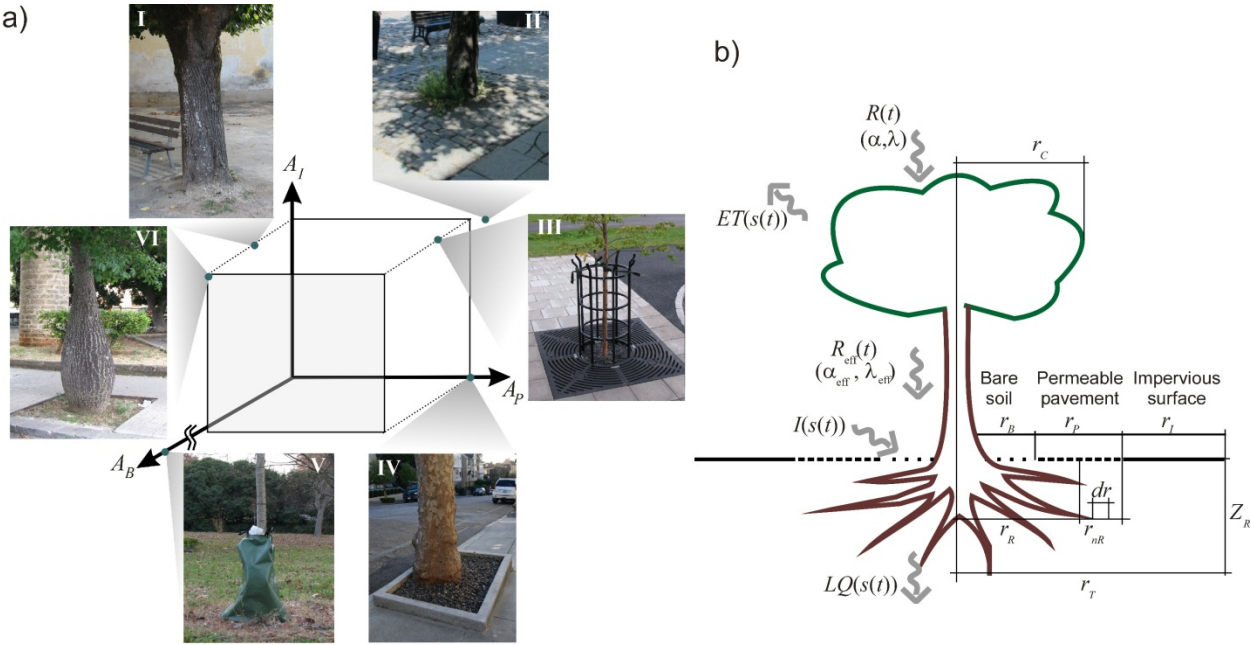 a)
I
II
III
IV
V
VI
A_I
A_P
A_B
b)
R(t)
(α,λ)
r_C
ET(s(t))
R_eff(t)
(α_eff, λ_eff)
Bare soil
Permeable pavement
Impervious surface
r_B
r_P
r_I
I(s(t))
dr
Z_R
r_R
r_nR
LQ(s(t))
r_T